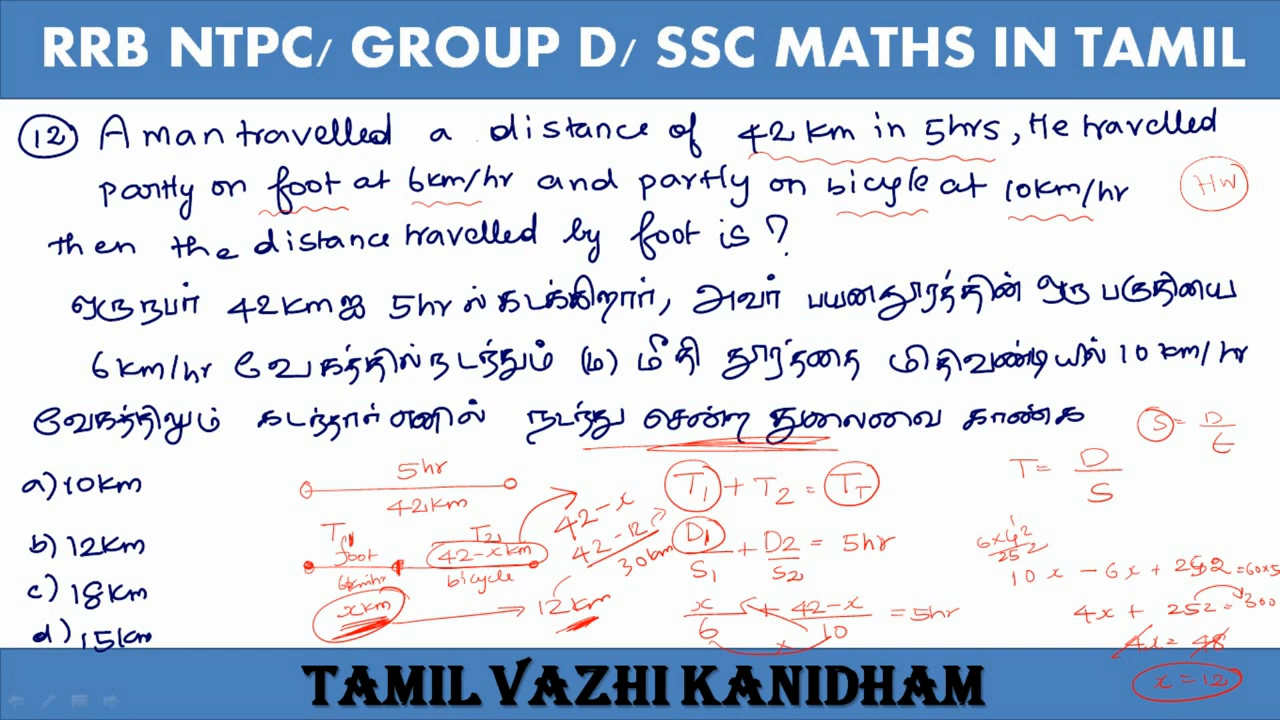 RRB NTPC/ GROUP D/ SSC MATHS IN TAMIL
12 A man travelled a distance of 42 km in 5hrs, He travelled
partly on foot at 6km/hr and partly on bicycle at 10km/hr
HW
then the distance travelled by foot is ?
ஒரு நபர் 42km ஐ 5hr ல் கடக்கிறார், அவர் பயன தூரத்தின் ஒரு பகுதியை
6km/hr வேகத்தில் நடந்தும் (ம) மீதி தூரத்தை மிதிவண்டியில் 10 km/hr
வேகத்திலும் கடந்தார் எனில் நடந்து சென்ற துலைவை காண்க
S = D/t
a) 10km
b) 12km
c) 18km
d) 15km
5hr
42km
T1 T2
foot 42-x km
bicycle
x km
12km
42-x
42-12
30km
T1 + T2 = TT
D1/S1 + D2/S2 = 5hr
x/6 + 42-x/10 = 5hr
T = D/S
6x42
252
10x - 6x + 252 = 60x5
4x + 252 = 300
4x = 48
x = 12
TAMIL VAZHI KANIDHAM